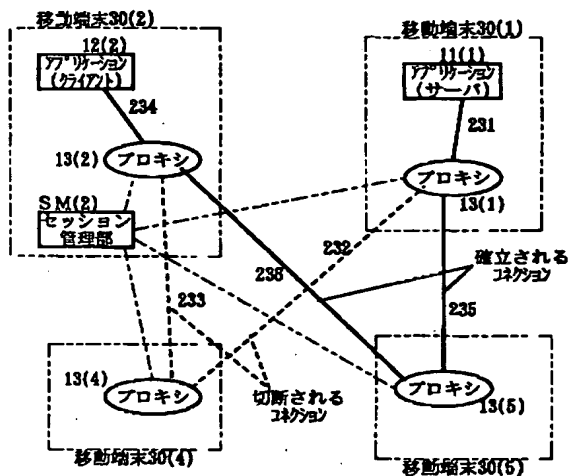 移動端末30(2)
12(2)
アプリケーション
(クライアント)
234
13(2)
プロキシ
SM(2)
セッション
管理部
233
13(4)
プロキシ
移動端末30(4)
移動端末30(1)
11(1)
アプリケーション
(サーバ)
231
プロキシ
13(1)
232
236
確立される
コネクション
235
切断される
コネクション
プロキシ
13(5)
移動端末30(5)